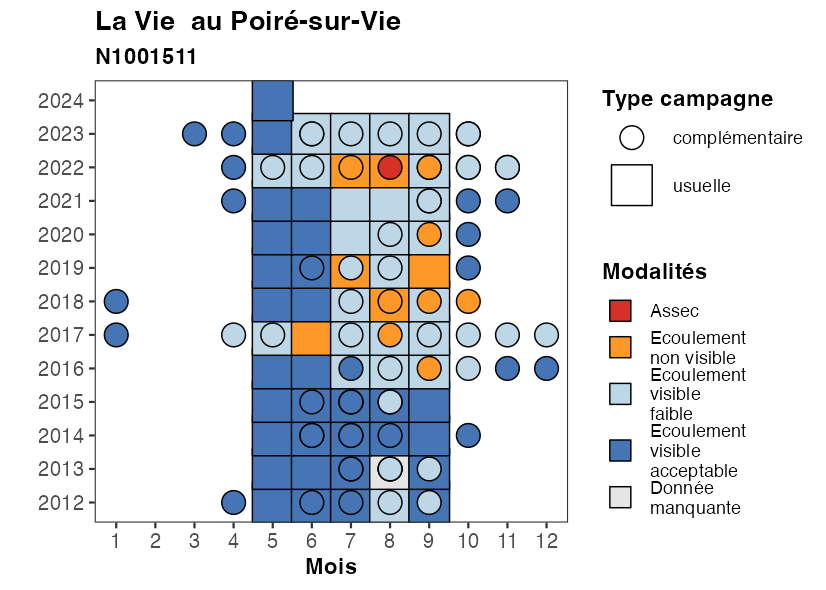 La Vie  au Poiré-sur-Vie
N1001511
2024
2023
2022
2021
2020
2019
2018
2017
2016
2015
2014
2013
2012
1 2 3 4 5 6 7 8 9 10 11 12
Mois
Type campagne
complémentaire
usuelle
Modalités
Assec
Ecoulement
non visible
Ecoulement
visible
faible
Ecoulement
visible
acceptable
Donnée
manquante